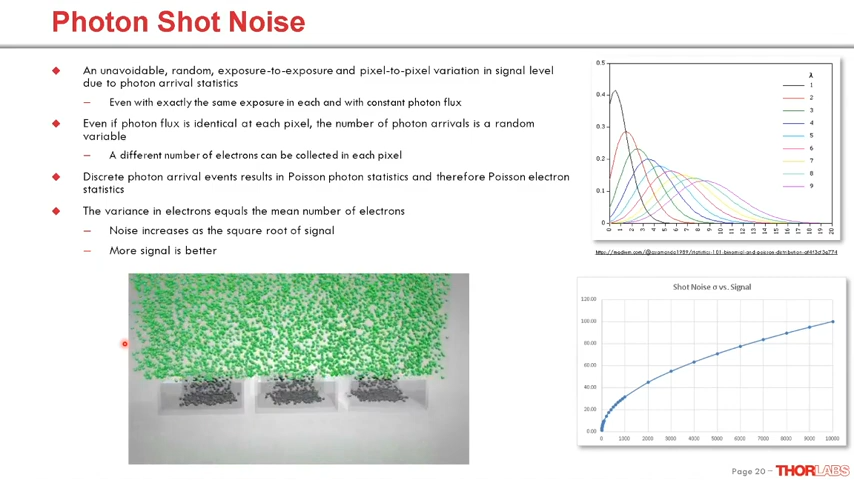 Photon Shot Noise
An unavoidable, random, exposure-to-exposure and pixel-to-pixel variation in signal level
due to photon arrival statistics
– Even with exactly the same exposure in each and with constant photon flux
Even if photon flux is identical at each pixel, the number of photon arrivals is a random
variable
– A different number of electrons can be collected in each pixel
Discrete photon arrival events results in Poisson photon statistics and therefore Poisson electron
statistics
The variance in electrons equals the mean number of electrons
– Noise increases as the square root of signal
– More signal is better
0.5
0.4
0.3
0.2
0.1
0
0 1 2 3 4 5 6 7 8 9 10 11 12 13 14 15 16 17 18 19 20
λ
1
2
3
4
5
6
7
8
9
Shot Noise σ vs. Signal
120.00
100.00
80.00
60.00
40.00
20.00
0.00
0 1000 2000 3000 4000 5000 6000 7000 8000 9000 10000
Page 20 – THORLABS